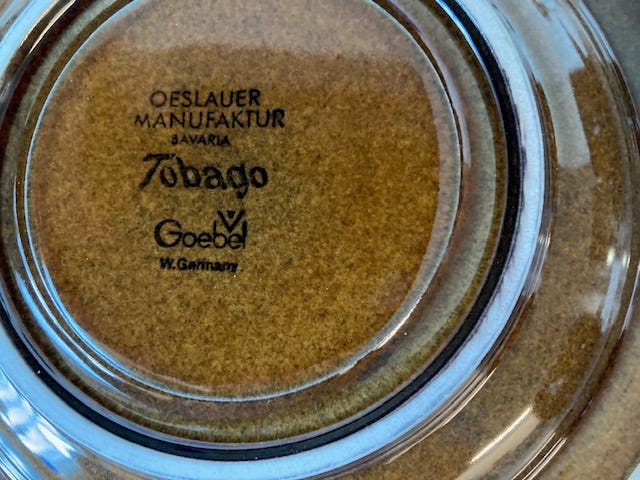 OESLAUER
MANUFAKTUR
BAVARIA
Tobago
Goebel
W.Germany.